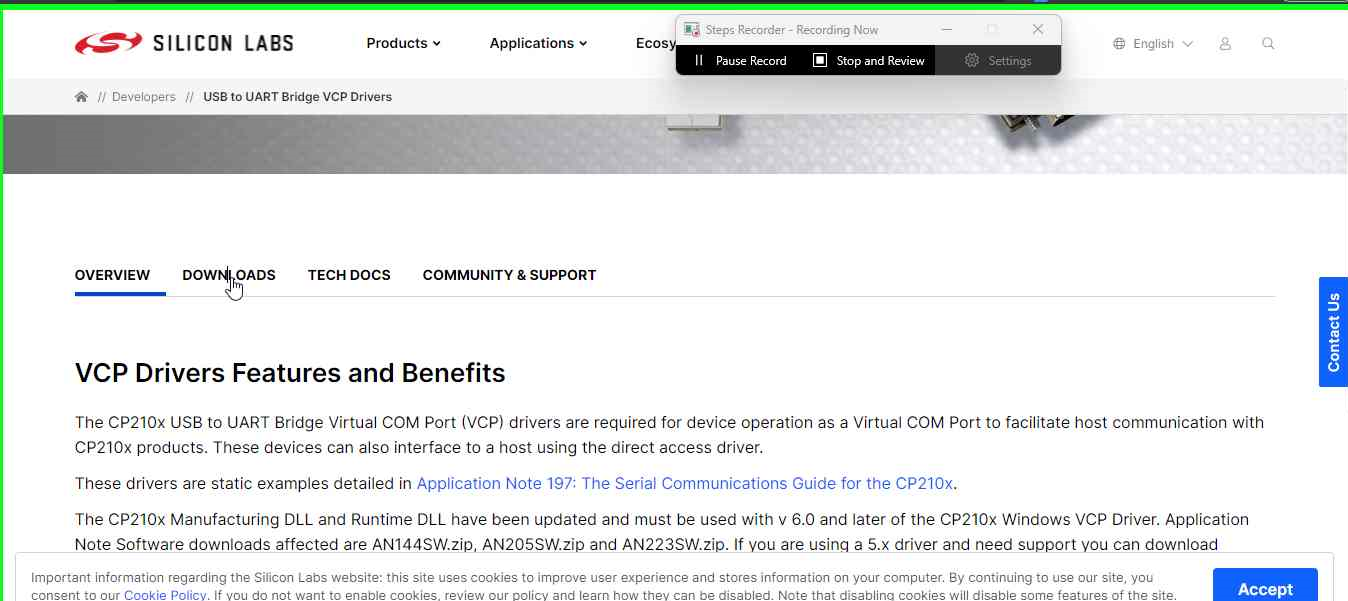 SILICON LABS
Products
Applications
Ecosy
Steps Recorder - Recording Now
Pause Record
Stop and Review
Settings
English
// Developers // USB to UART Bridge VCP Drivers
OVERVIEW
DOWNLOADS
TECH DOCS
COMMUNITY & SUPPORT
Contact Us
VCP Drivers Features and Benefits
The CP210x USB to UART Bridge Virtual COM Port (VCP) drivers are required for device operation as a Virtual COM Port to facilitate host communication with
CP210x products. These devices can also interface to a host using the direct access driver.
These drivers are static examples detailed in Application Note 197: The Serial Communications Guide for the CP210x.
The CP210x Manufacturing DLL and Runtime DLL have been updated and must be used with v 6.0 and later of the CP210x Windows VCP Driver. Application
Note Software downloads affected are AN144SW.zip, AN205SW.zip and AN223SW.zip. If you are using a 5.x driver and need support you can download
Important information regarding the Silicon Labs website: this site uses cookies to improve user experience and stores information on your computer. By continuing to use our site, you
consent to our Cookie Policy. If you do not want to enable cookies, review our policy and learn how they can be disabled. Note that disabling cookies will disable some features of the site.
Accept